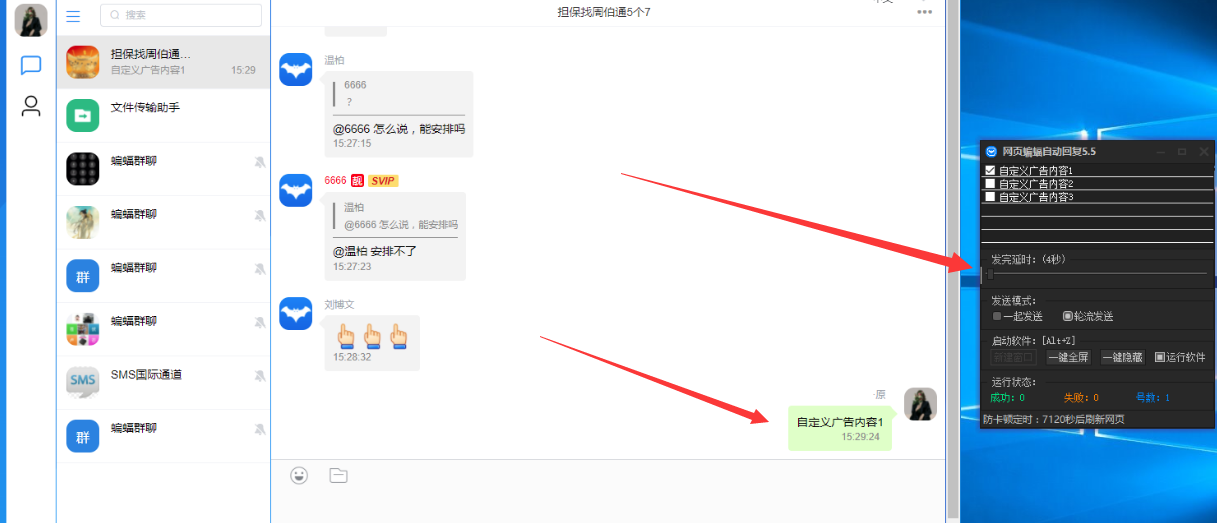 搜索
担保找周伯通...
自定义广告内容1
15:29
文件传输助手
蝙蝠群聊
蝙蝠群聊
群
蝙蝠群聊
蝙蝠群聊
SMS
SMS国际通道
群
蝙蝠群聊
担保找周伯通5个7
温柏
6666
?
@6666 怎么说，能安排吗
15:27:15
6666 靓 SVIP
温柏
@6666 怎么说，能安排吗
@温柏 安排不了
15:27:23
刘博文
15:28:32
·原
自定义广告内容1
15:29:24
网页蝙蝠自动回复5.5
自定义广告内容1
自定义广告内容2
自定义广告内容3
发完延时：(4秒)
发送模式：
一起发送
轮流发送
启动软件：[Alt+Z]
一键全屏
一键隐藏
运行软件
运行状态：
成功：0
失败：0
号数：1
防卡顿定时：7120秒后刷新网页